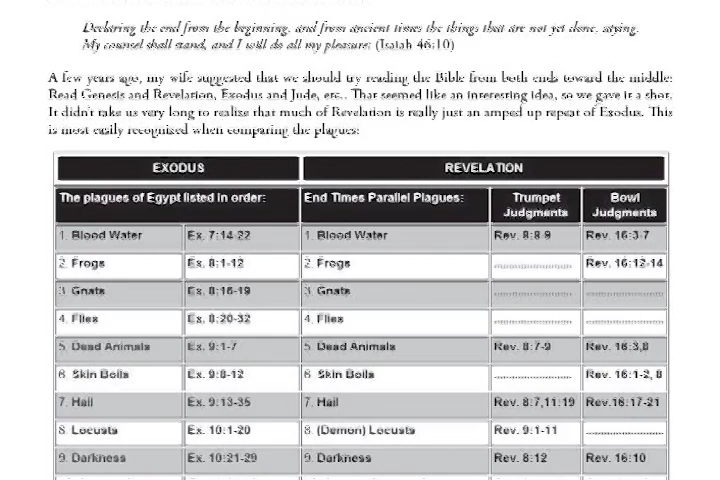 Declaring the end from the beginning, and from ancient times the things that are not yet done, saying,
My counsel shall stand, and I will do all my pleasure: (Isaiah 46:10)
A few years ago, my wife suggested that we should try reading the Bible from both ends toward the middle:
Read Genesis and Revelation, Exodus and Jude, etc.. That seemed like an interesting idea, so we gave it a shot.
It didn't take us very long to realize that much of Revelation is really just an amped up repeat of Exodus. This
is most easily recognized when comparing the plagues:
EXODUS REVELATION
The plagues of Egypt listed in order: End Times Parallel Plagues: Trumpet Judgments Bowl Judgments
1. Blood Water Ex. 7:14-22 1. Blood Water Rev. 8:8-9 Rev. 16:3-7
2. Frogs Ex. 8:1-12 2. Frogs Rev. 16:12-14
3. Gnats Ex. 8:16-19 3. Gnats
4. Flies Ex. 8:20-32 4. Flies
5. Dead Animals Ex. 9:1-7 5. Dead Animals Rev. 8:7-9 Rev. 16:3,8
6. Skin Boils Ex. 9:8-12 6. Skin Boils Rev. 16:1-2, 8
7. Hail Ex. 9:13-35 7. Hail Rev. 8:7,11:19 Rev.16:17-21
8. Locusts Ex. 10:1-20 8. (Demon) Locusts Rev. 9:1-11
9. Darkness Ex. 10:21-29 9. Darkness Rev. 8:12 Rev. 16:10